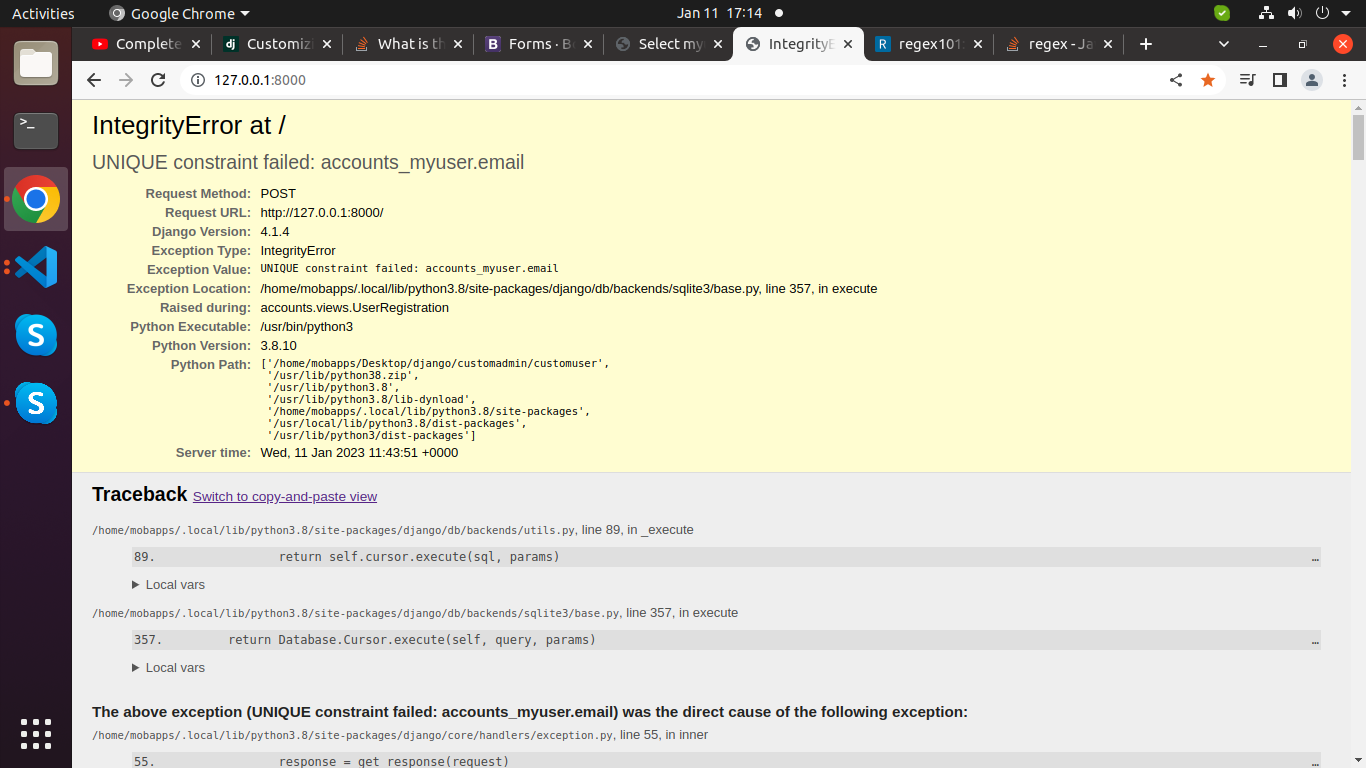 Activities
Google Chrome
Jan 11 17:14
Complete
Customizi
What is th
Forms · B
Select my
IntegrityE
regex101:
regex - Ja
127.0.0.1:8000
IntegrityError at /
UNIQUE constraint failed: accounts_myuser.email
Request Method: POST
Request URL: http://127.0.0.1:8000/
Django Version: 4.1.4
Exception Type: IntegrityError
Exception Value: UNIQUE constraint failed: accounts_myuser.email
Exception Location: /home/mobapps/.local/lib/python3.8/site-packages/django/db/backends/sqlite3/base.py, line 357, in execute
Raised during: accounts.views.UserRegistration
Python Executable: /usr/bin/python3
Python Version: 3.8.10
Python Path: ['/home/mobapps/Desktop/django/customadmin/customuser',
'/usr/lib/python38.zip',
'/usr/lib/python3.8',
'/usr/lib/python3.8/lib-dynload',
'/home/mobapps/.local/lib/python3.8/site-packages',
'/usr/local/lib/python3.8/dist-packages',
'/usr/lib/python3/dist-packages']
Server time: Wed, 11 Jan 2023 11:43:51 +0000
Traceback Switch to copy-and-paste view
/home/mobapps/.local/lib/python3.8/site-packages/django/db/backends/utils.py, line 89, in _execute
89. return self.cursor.execute(sql, params) …
▶ Local vars
/home/mobapps/.local/lib/python3.8/site-packages/django/db/backends/sqlite3/base.py, line 357, in execute
357. return Database.Cursor.execute(self, query, params) …
▶ Local vars
The above exception (UNIQUE constraint failed: accounts_myuser.email) was the direct cause of the following exception:
/home/mobapps/.local/lib/python3.8/site-packages/django/core/handlers/exception.py, line 55, in inner
55. response = get_response(request) …